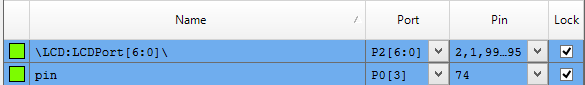 Name Port Pin Lock
\LCD:LCDPort[6:0]\ P2[6:0] 2,1,99…95
pin P0[3] 74